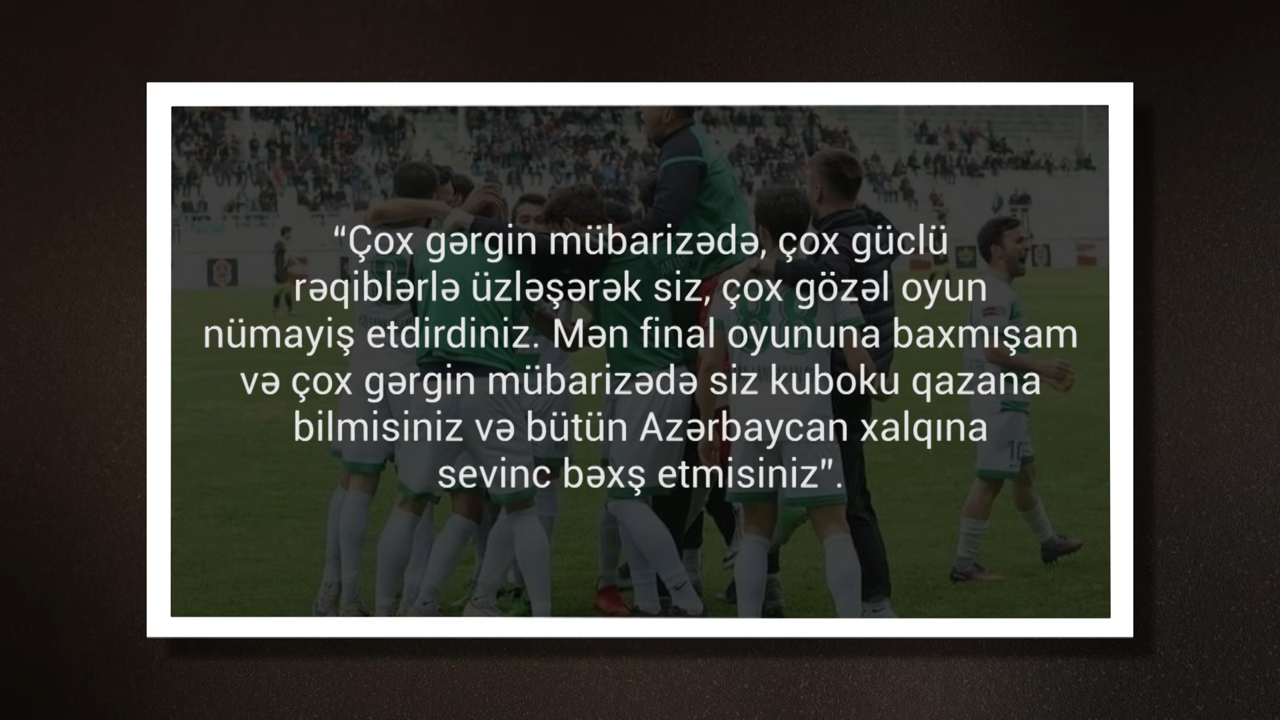 “Çox gərgin mübarizədə, çox güclü
rəqiblərlə üzləşərək siz, çox gözəl oyun
nümayiş etdirdiniz. Mən final oyununa baxmışam
və çox gərgin mübarizədə siz kuboku qazana
bilmisiniz və bütün Azərbaycan xalqına
sevinc bəxş etmisiniz”.